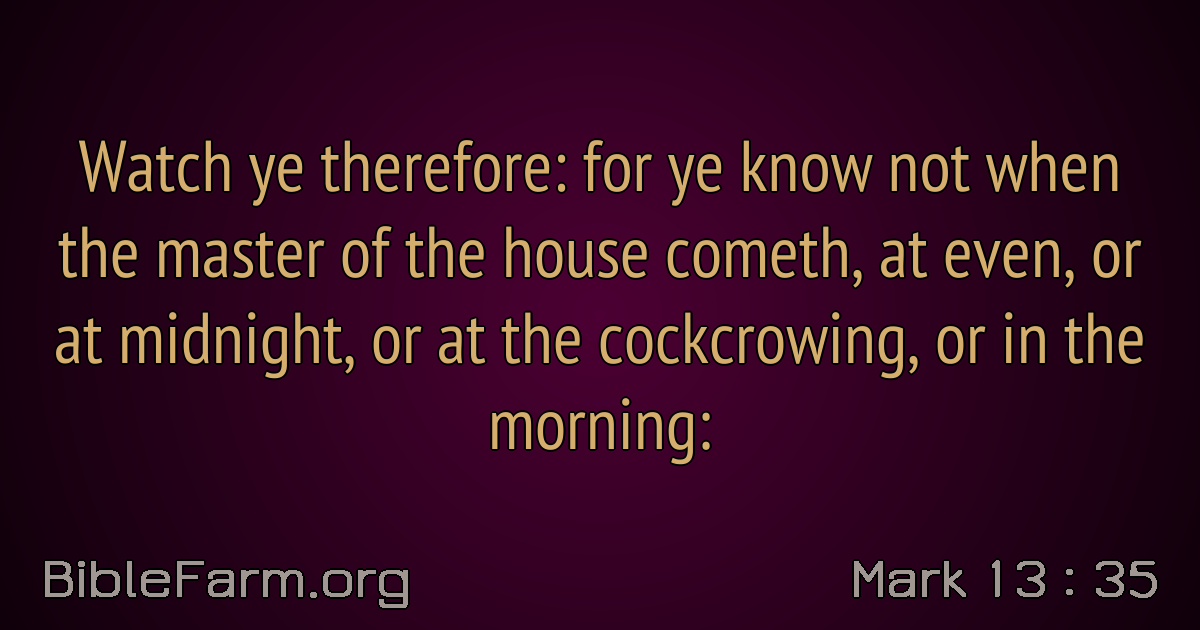 Watch ye therefore: for ye know not when
the master of the house cometh, at even, or
at midnight, or at the cockcrowing, or in the
morning:
BibleFarm.org
Mark 13 : 35